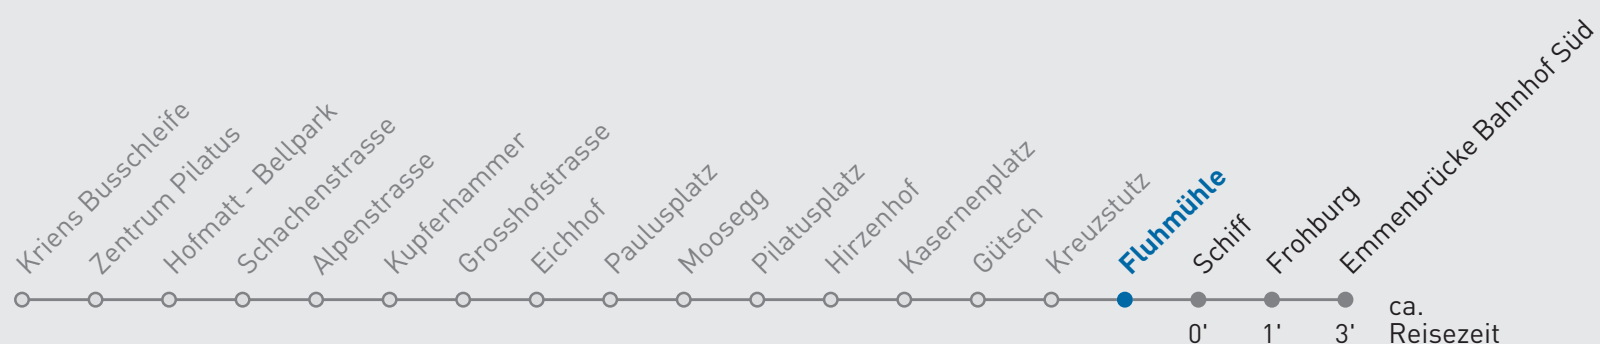 Kriens Busschleife
Zentrum Pilatus
Hofmatt - Bellpark
Schachenstrasse
Alpenstrasse
Kupferhammer
Grosshofstrasse
Eichhof
Paulusplatz
Moosegg
Pilatusplatz
Hirzenhof
Kasernenplatz
Gütsch
Kreuzstutz
Fluhmühle
Schiff
Frohburg
Emmenbrücke Bahnhof Süd
ca.
0' 1' 3' Reisezeit